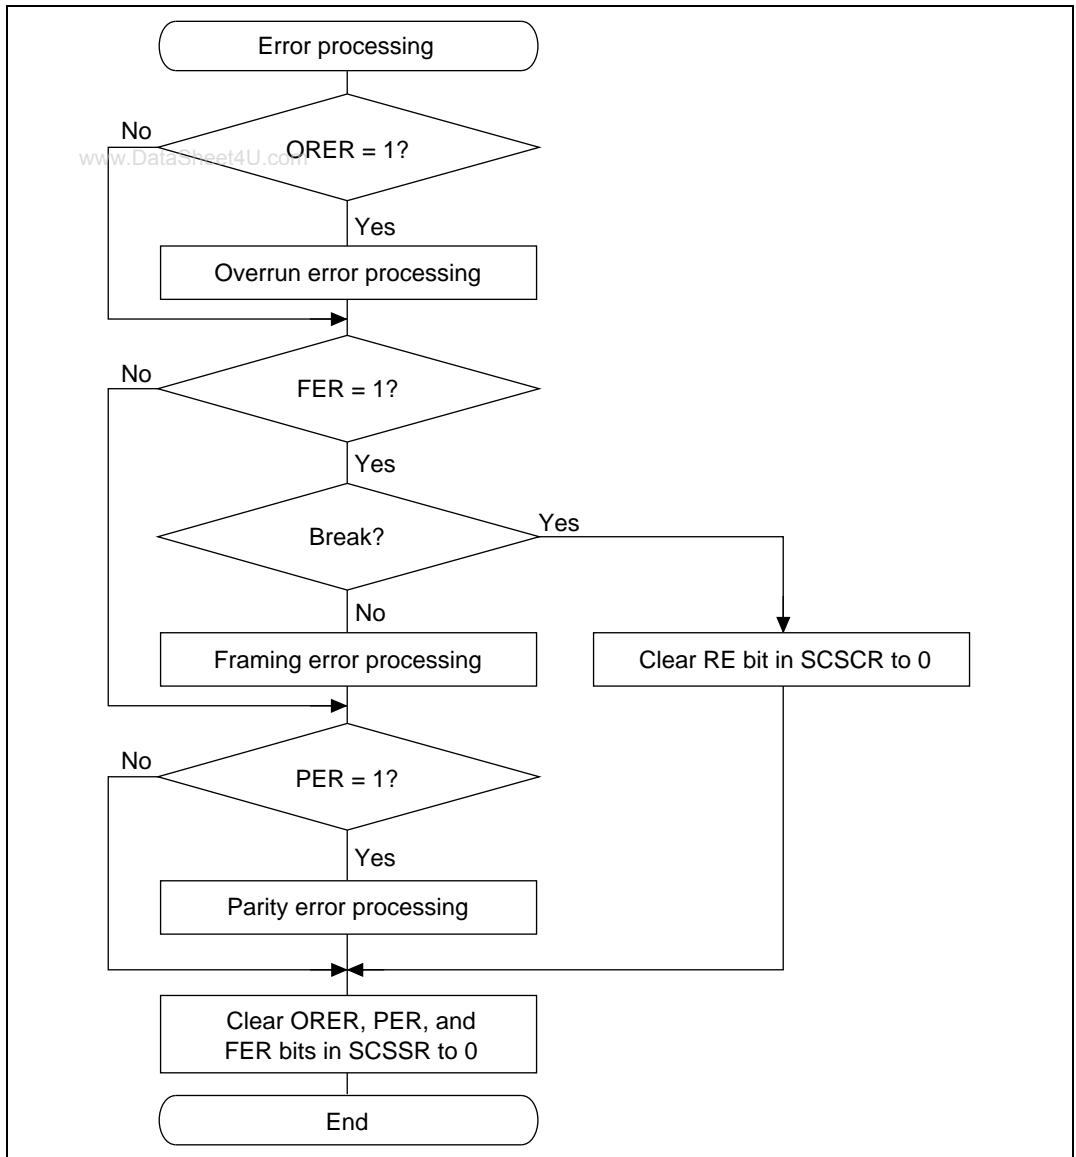 Error processing
No
ORER = 1?
www.DataSheet4U.com
Yes
Overrun error processing
No
FER = 1?
Yes
Break?
Yes
No
Framing error processing
Clear RE bit in SCSCR to 0
No
PER = 1?
Yes
Parity error processing
Clear ORER, PER, and
FER bits in SCSSR to 0
End